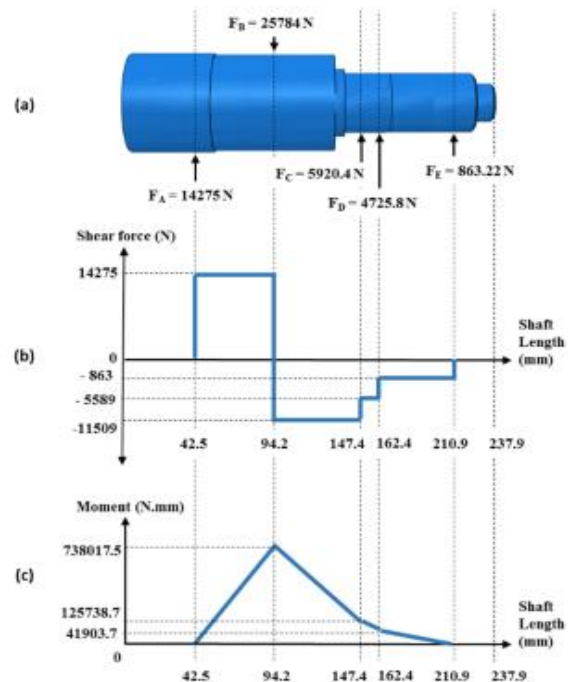 F_B = 25784 N
(a)
F_C = 5920.4 N
F_E = 863.22 N
F_A = 14275 N
F_D = 4725.8 N
Shear force (N)
14275
(b)
0
Shaft
Length
(mm)
- 863
- 5589
-11509
42.5 94.2 147.4 162.4 210.9 237.9
Moment (N.mm)
738017.5
(c)
125738.7
41903.7
0
Shaft
Length
(mm)
42.5 94.2 147.4 162.4 210.9 237.9